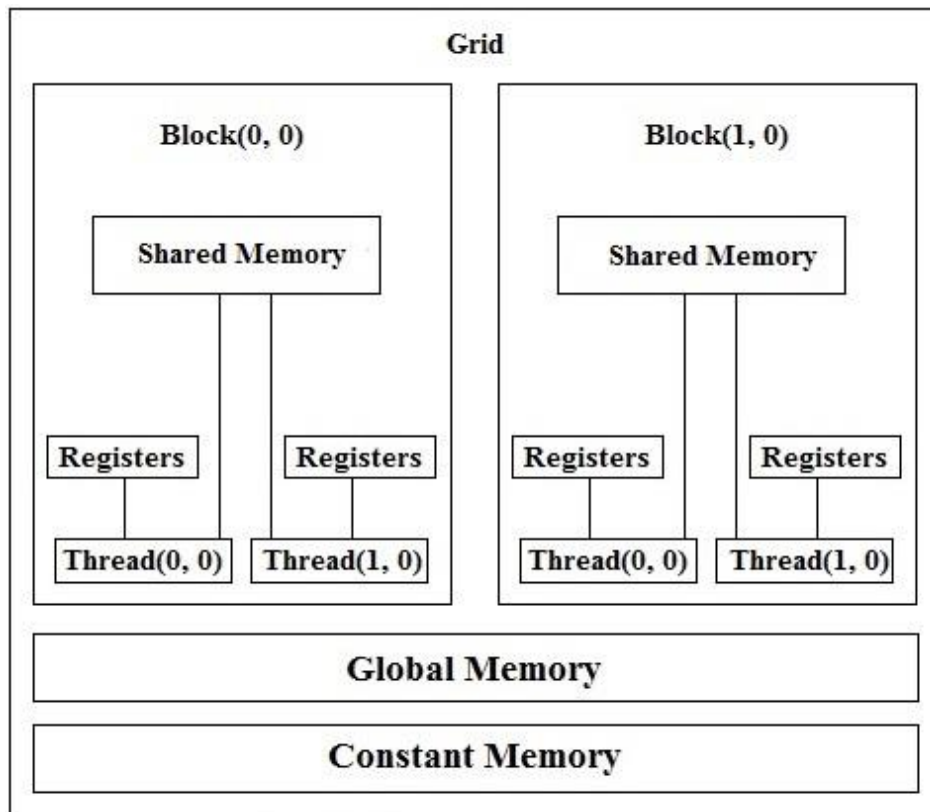 Grid
Block(0, 0)
Block(1, 0)
Shared Memory
Shared Memory
Registers
Registers
Registers
Registers
Thread(0, 0)
Thread(1, 0)
Thread(0, 0)
Thread(1, 0)
Global Memory
Constant Memory